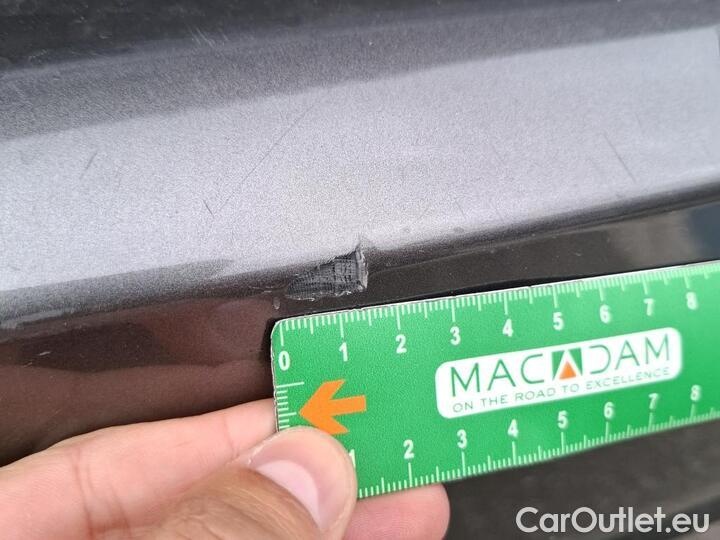 0 1 2 3 4 5 6 7 8
MACADAM
ON THE ROAD TO EXCELLENCE
1 2 3 4 5 6 7 8
CarOutlet.eu